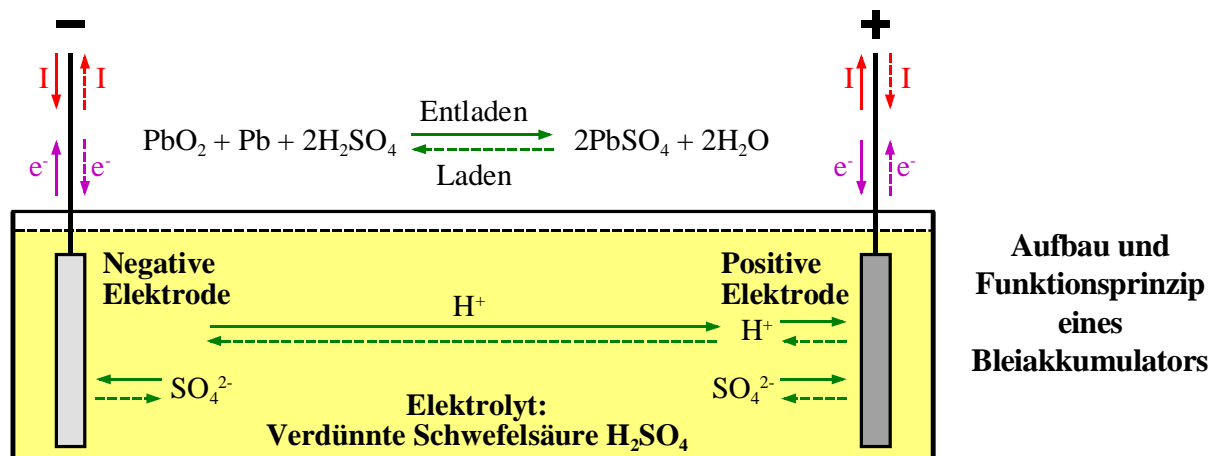 − +
I I I I
Entladen
PbO₂ + Pb + 2H₂SO₄ 2PbSO₄ + 2H₂O
Laden
e⁻ e⁻ e⁻ e⁻
Negative
Elektrode
Positive
Elektrode
H⁺
H⁺
SO₄²⁻ SO₄²⁻
Elektrolyt:
Verdünnte Schwefelsäure H₂SO₄
Aufbau und
Funktionsprinzip
eines
Bleiakkumulators